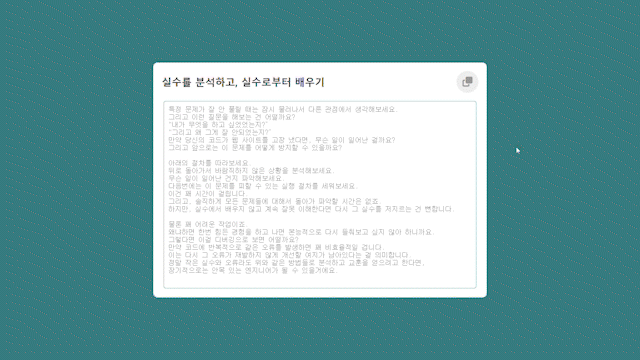 실수를 분석하고, 실수로부터 배우기
특정 문제가 잘 안 풀릴 때는 잠시 물러나서 다른 관점에서 생각해보세요.
그리고 이런 질문을 해보는 건 어떨까요?
"내가 무엇을 하고 싶었었는지?"
"그리고 왜 그게 잘 안되었는지?"
만약 당신의 코드가 웹 사이트를 고장 냈다면, 무슨 일이 일어난 걸까요?
그리고 앞으로는 이 문제를 어떻게 방지할 수 있을까요?
아래의 절차를 따라보세요.
뒤로 돌아가서 바람직하지 않은 상황을 분석해보세요.
무슨 일이 일어난 건지 파악해보세요.
다음번에는 이 문제를 피할 수 있는 실행 절차를 세워보세요.
이건 꽤 시간이 걸립니다.
그리고, 솔직하게 모든 문제들에 대해서 돌아가 파악할 시간은 없죠.
하지만, 실수에서 배우지 않고 계속 잘못 이해한다면 다시 그 실수를 저지르는 건 뻔합니다.
물론 꽤 어려운 작업이죠.
왜냐하면 한번 힘든 경험을 하고 나면 본능적으로 다시 들춰보고 싶지 않아 하니까요.
그렇다면 이걸 디버깅으로 보면 어떨까요?
만약 코드에 반복적으로 같은 오류를 발생하면 꽤 비효율적일 겁니다.
이는 다시 그 오류가 재발하지 않게 개선할 여지가 남아있다는 걸 의미합니다.
정말 작은 실수와 오류라도 위와 같은 방법들로 분석하고 교훈을 얻으려고 한다면,
장기적으로는 안목 있는 엔지니어가 될 수 있을거예요.